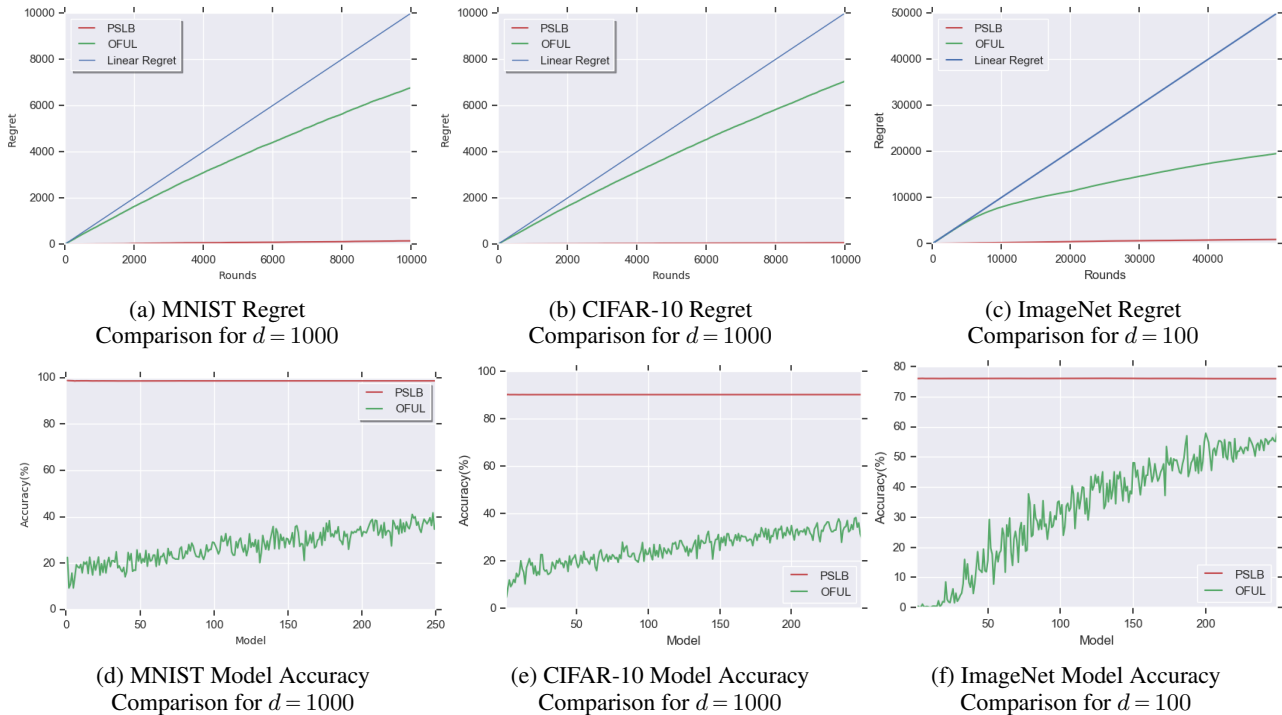 10000
8000
6000
4000
2000
0
Regret
PSLB
OFUL
Linear Regret
0 2000 4000 6000 8000 10000
Rounds
(a) MNIST Regret
Comparison for d = 1000
10000
8000
6000
4000
2000
0
Regret
PSLB
OFUL
Linear Regret
0 2000 4000 6000 8000 10000
Rounds
(b) CIFAR-10 Regret
Comparison for d = 1000
50000
40000
30000
20000
10000
0
Regret
PSLB
OFUL
Linear Regret
0 10000 20000 30000 40000
Rounds
(c) ImageNet Regret
Comparison for d = 100
100
80
60
40
20
0
Accuracy(%)
PSLB
OFUL
0 50 100 150 200 250
Model
(d) MNIST Model Accuracy
Comparison for d = 1000
100
80
60
40
20
0
Accuracy(%)
PSLB
OFUL
50 100 150 200
Model
(e) CIFAR-10 Model Accuracy
Comparison for d = 1000
80
70
60
50
40
30
20
10
0
Accuracy(%)
PSLB
OFUL
50 100 150 200
Model
(f) ImageNet Model Accuracy
Comparison for d = 100